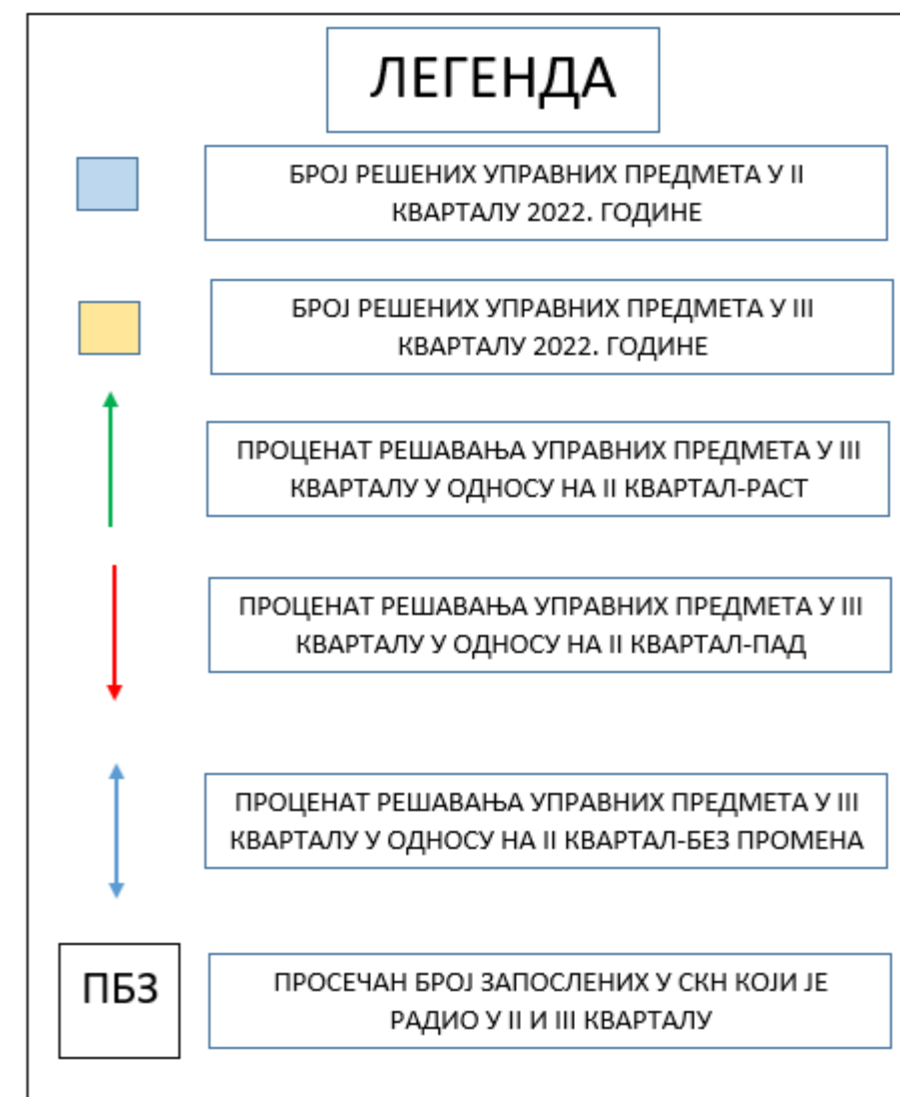 ЛЕГЕНДА
БРОЈ РЕШЕНИХ УПРАВНИХ ПРЕДМЕТА У II
КВАРТАЛУ 2022. ГОДИНЕ
БРОЈ РЕШЕНИХ УПРАВНИХ ПРЕДМЕТА У III
КВАРТАЛУ 2022. ГОДИНЕ
ПРОЦЕНАТ РЕШАВАЊА УПРАВНИХ ПРЕДМЕТА У III
КВАРТАЛУ У ОДНОСУ НА II КВАРТАЛ-РАСТ
ПРОЦЕНАТ РЕШАВАЊА УПРАВНИХ ПРЕДМЕТА У III
КВАРТАЛУ У ОДНОСУ НА II КВАРТАЛ-ПАД
ПРОЦЕНАТ РЕШАВАЊА УПРАВНИХ ПРЕДМЕТА У III
КВАРТАЛУ У ОДНОСУ НА II КВАРТАЛ-БЕЗ ПРОМЕНА
ПБЗ
ПРОСЕЧАН БРОЈ ЗАПОСЛЕНИХ У СКН КОЈИ ЈЕ
РАДИО У II И III КВАРТАЛУ